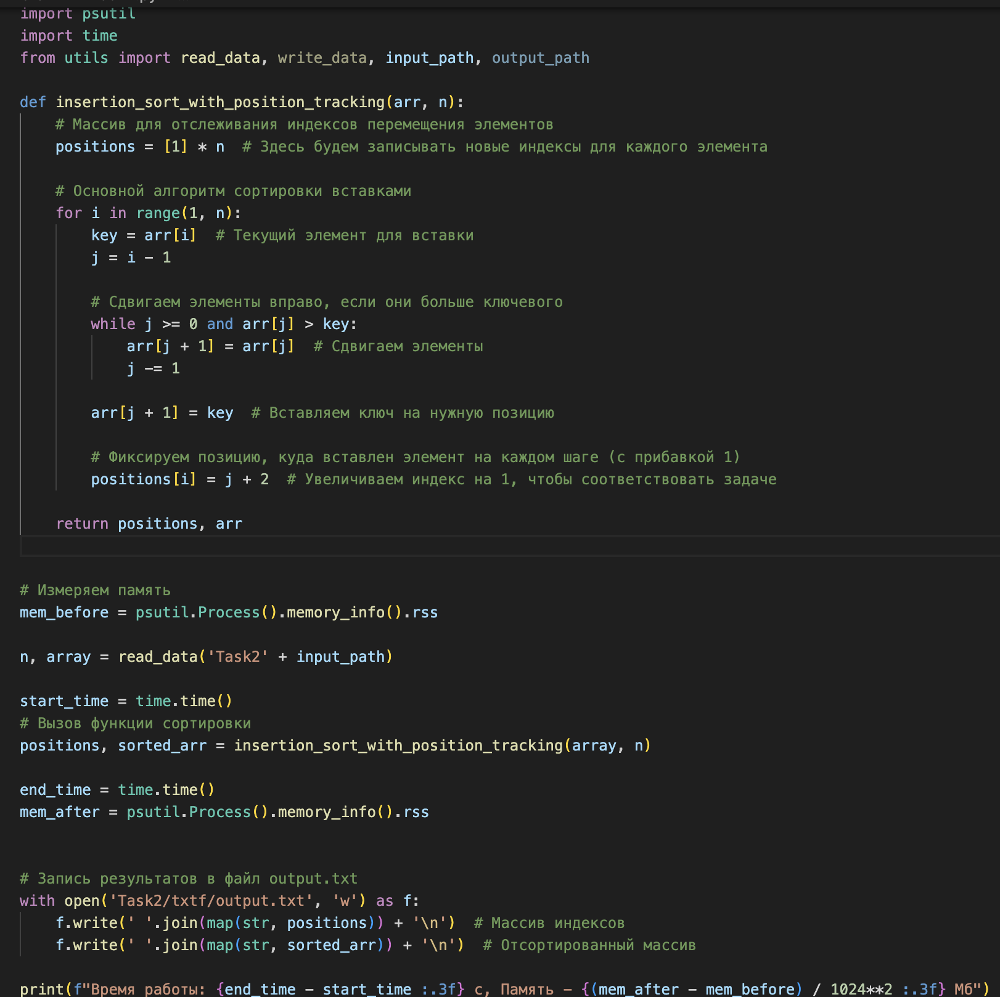 import psutil
import time
from utils import read_data, write_data, input_path, output_path

def insertion_sort_with_position_tracking(arr, n):
    # Массив для отслеживания индексов перемещения элементов
    positions = [1] * n  # Здесь будем записывать новые индексы для каждого элемента

    # Основной алгоритм сортировки вставками
    for i in range(1, n):
        key = arr[i]  # Текущий элемент для вставки
        j = i - 1

        # Сдвигаем элементы вправо, если они больше ключевого
        while j >= 0 and arr[j] > key:
            arr[j + 1] = arr[j]  # Сдвигаем элементы
            j -= 1

        arr[j + 1] = key  # Вставляем ключ на нужную позицию

        # Фиксируем позицию, куда вставлен элемент на каждом шаге (с прибавкой 1)
        positions[i] = j + 2  # Увеличиваем индекс на 1, чтобы соответствовать задаче

    return positions, arr


# Измеряем память
mem_before = psutil.Process().memory_info().rss

n, array = read_data('Task2' + input_path)

start_time = time.time()
# Вызов функции сортировки
positions, sorted_arr = insertion_sort_with_position_tracking(array, n)

end_time = time.time()
mem_after = psutil.Process().memory_info().rss


# Запись результатов в файл output.txt
with open('Task2/txtf/output.txt', 'w') as f:
    f.write(' '.join(map(str, positions)) + '\n')  # Массив индексов
    f.write(' '.join(map(str, sorted_arr)) + '\n')  # Отсортированный массив

print(f"Время работы: {end_time - start_time :.3f} с, Память - {(mem_after - mem_before) / 1024**2 :.3f} Мб")